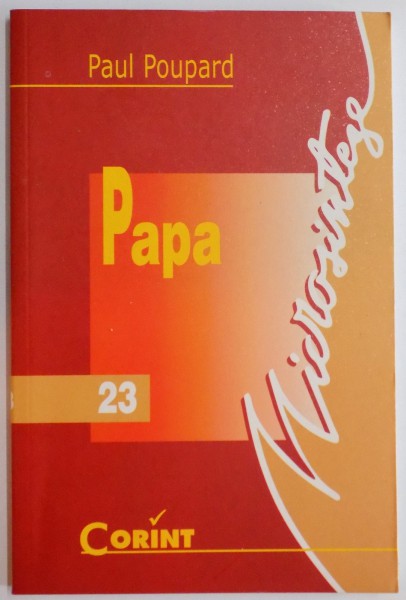 Paul Poupard
Papa
Microsinteze
23
CORINT